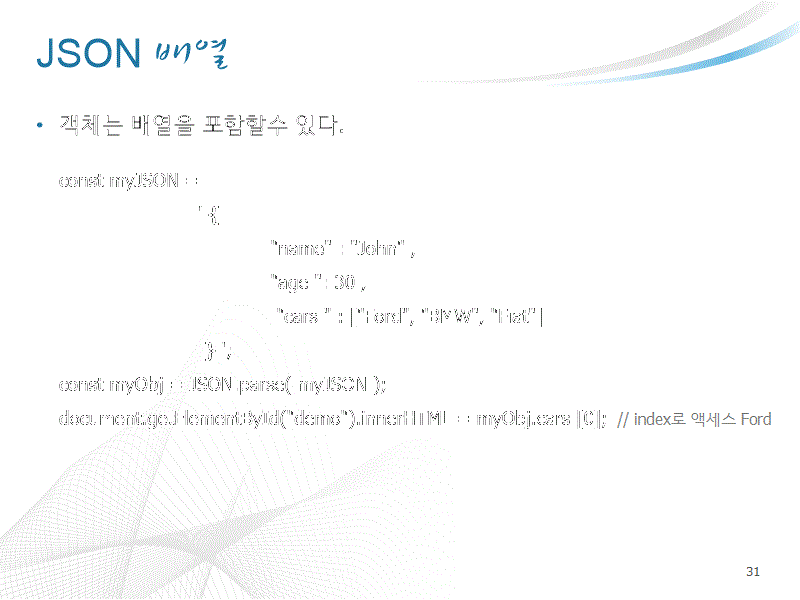 JSON 배열
• 객체는 배열을 포함할수 있다.
const myJSON =
' {
"name" : "John" ,
"age ": 30 ,
"cars " : ["Ford", "BMW", "Fiat"]
} ';
const myObj = JSON.parse( myJSON );
document.getElementById("demo").innerHTML = myObj.cars [0]; // index로 액세스 Ford
31